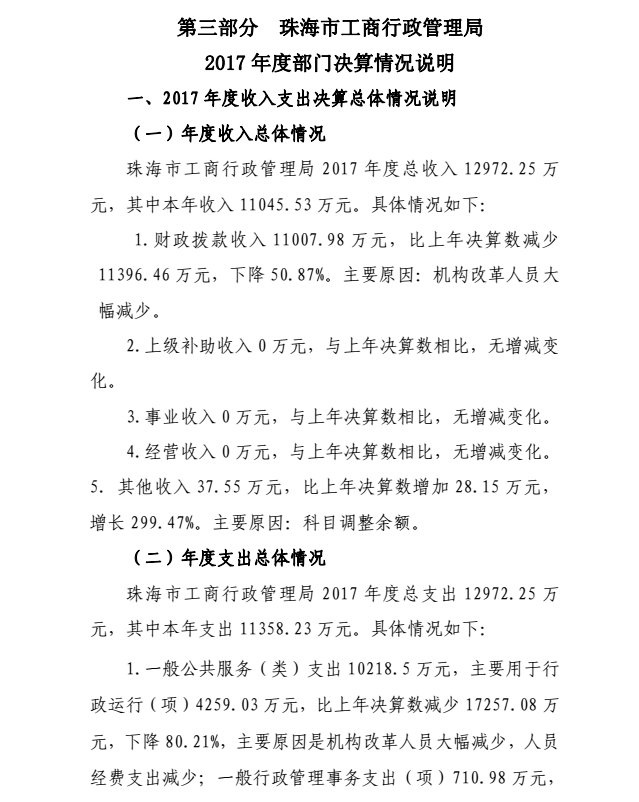 第三部分 珠海市工商行政管理局
2017 年度部门决算情况说明
一、2017 年度收入支出决算总体情况说明
（一）年度收入总体情况
珠海市工商行政管理局 2017 年度总收入 12972.25 万
元，其中本年收入 11045.53 万元。具体情况如下：
1.财政拨款收入 11007.98 万元，比上年决算数减少
11396.46 万元，下降 50.87%。主要原因：机构改革人员大
幅减少。
2.上级补助收入 0 万元，与上年决算数相比，无增减变
化。
3.事业收入 0 万元，与上年决算数相比，无增减变化。
4.经营收入 0 万元，与上年决算数相比，无增减变化。
5. 其他收入 37.55 万元，比上年决算数增加 28.15 万元，
增长 299.47%。主要原因：科目调整余额。
（二）年度支出总体情况
珠海市工商行政管理局 2017 年度总支出 12972.25 万
元，其中本年支出 11358.23 万元。具体情况如下：
1.一般公共服务（类）支出 10218.5 万元，主要用于行
政运行（项）4259.03 万元，比上年决算数减少 17257.08 万
元，下降 80.21%，主要原因是机构改革人员大幅减少，人员
经费支出减少；一般行政管理事务支出（项）710.98 万元，